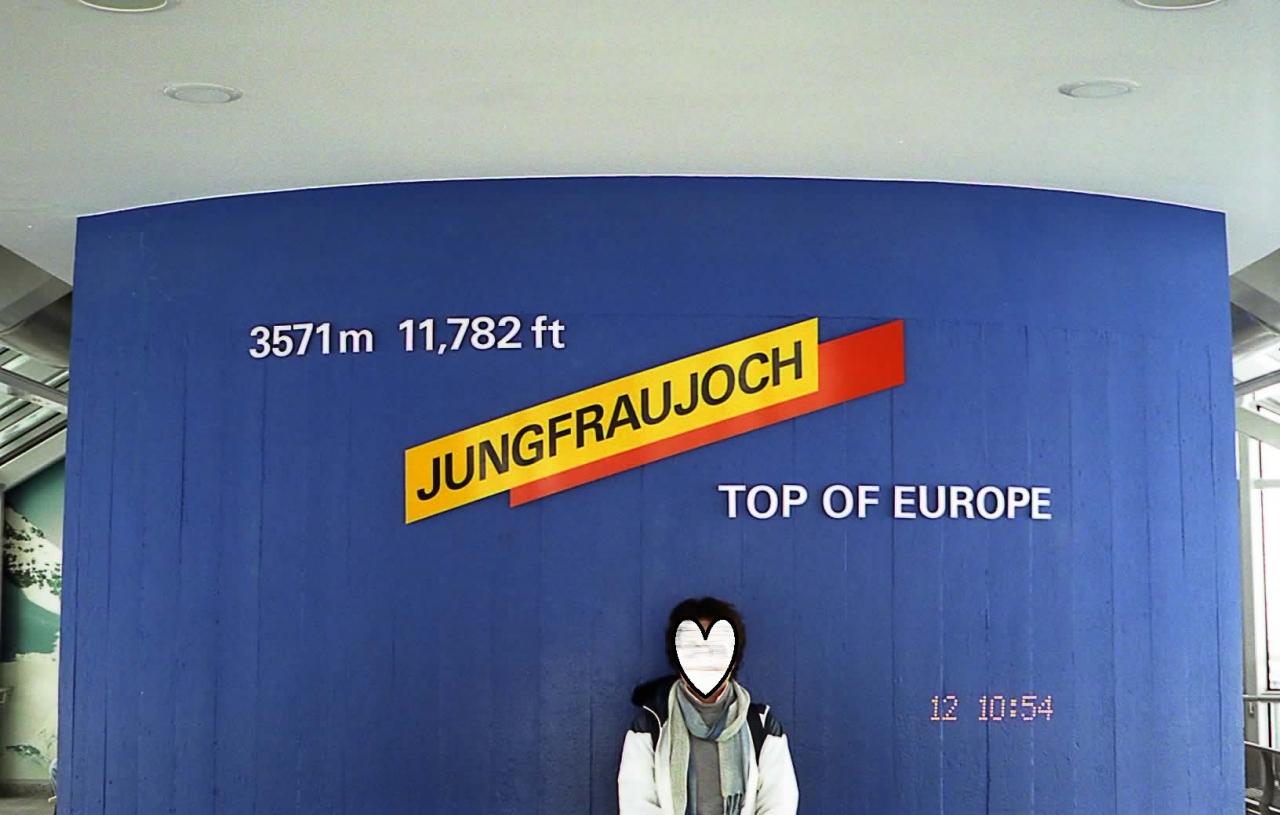 3571m 11,782 ft
JUNGFRAUJOCH
TOP OF EUROPE
12 10:54